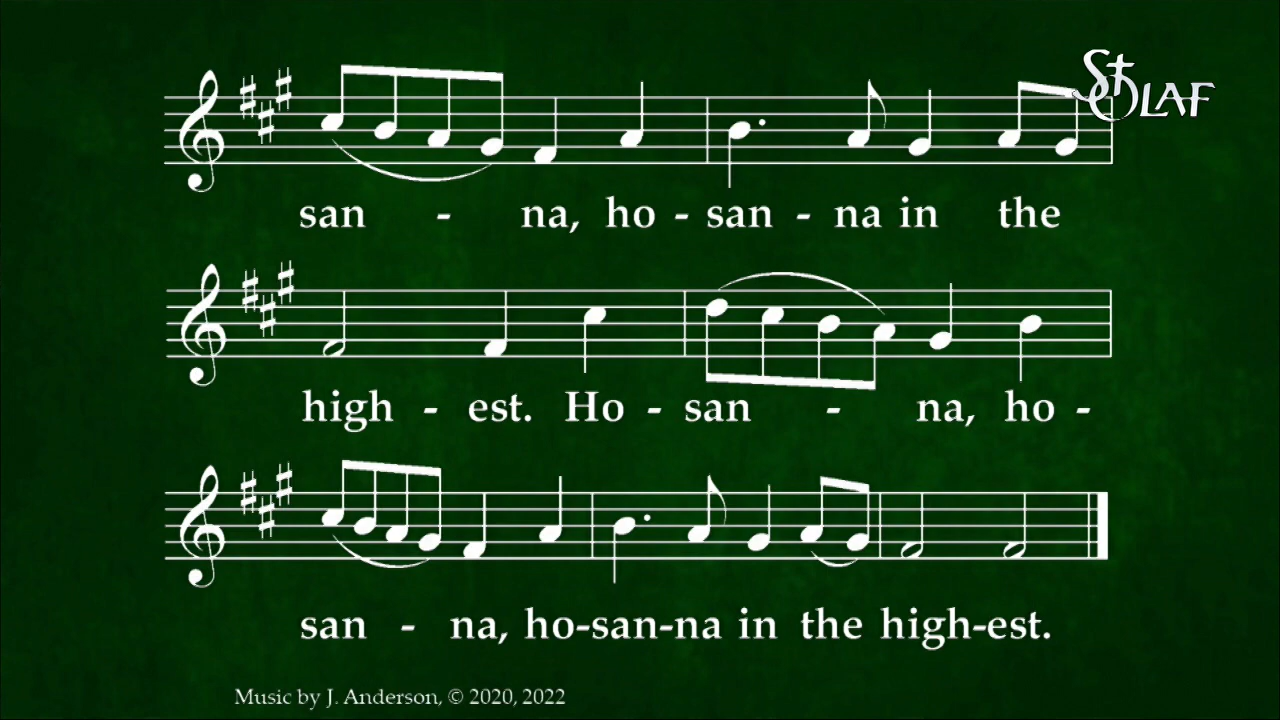 St OLAF
san - na, ho - san - na in the
high - est. Ho - san - na, ho -
san - na, ho-san-na in the high-est.
Music by J. Anderson, © 2020, 2022